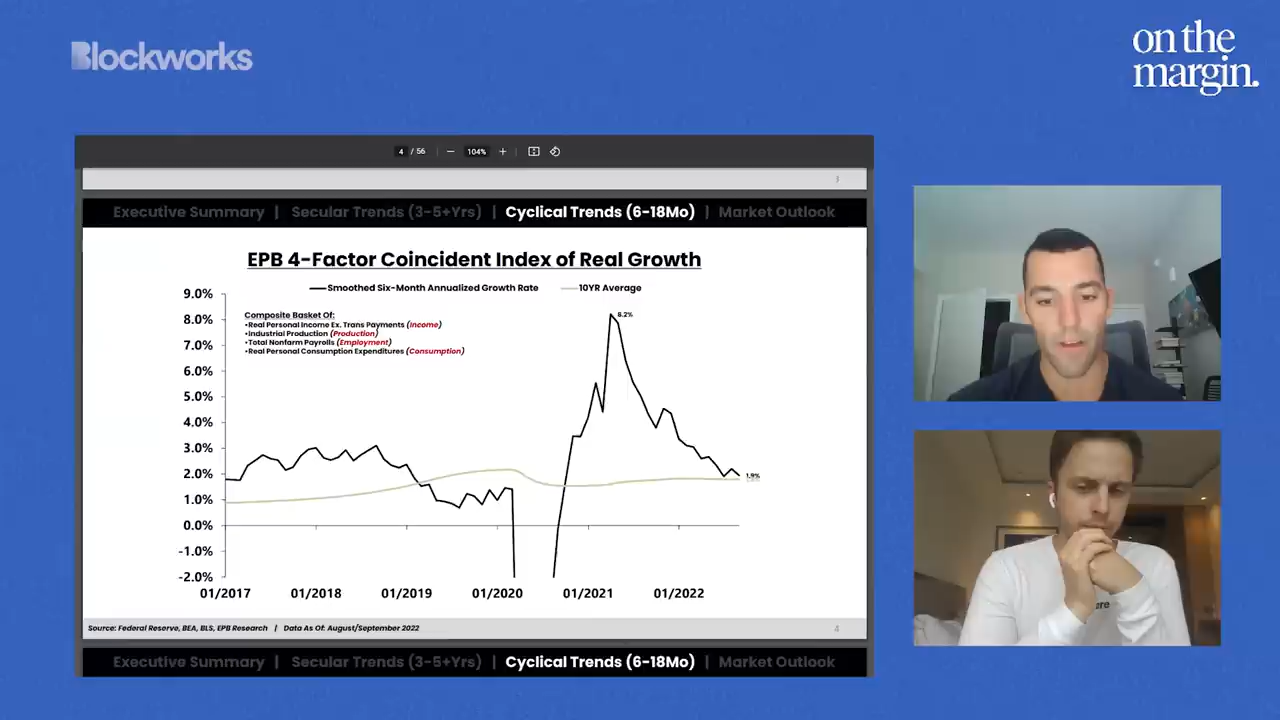 Blockworks
on the
margin.
4 / 56 104%
3
Executive Summary | Secular Trends (3-5+Yrs) | Cyclical Trends (6-18Mo) | Market Outlook
EPB 4-Factor Coincident Index of Real Growth
Smoothed Six-Month Annualized Growth Rate 10YR Average
Composite Basket Of:
•Real Personal Income Ex. Trans Payments (Income)
•Industrial Production (Production)
•Total Nonfarm Payrolls (Employment)
•Real Personal Consumption Expenditures (Consumption)
9.0%
8.0%
7.0%
6.0%
5.0%
4.0%
3.0%
2.0%
1.0%
0.0%
-1.0%
-2.0%
8.2%
1.9%
01/2017 01/2018 01/2019 01/2020 01/2021 01/2022
Source: Federal Reserve, BEA, BLS, EPB Research | Data As Of: August/September 2022
4
Executive Summary | Secular Trends (3-5+Yrs) | Cyclical Trends (6-18Mo) | Market Outlook